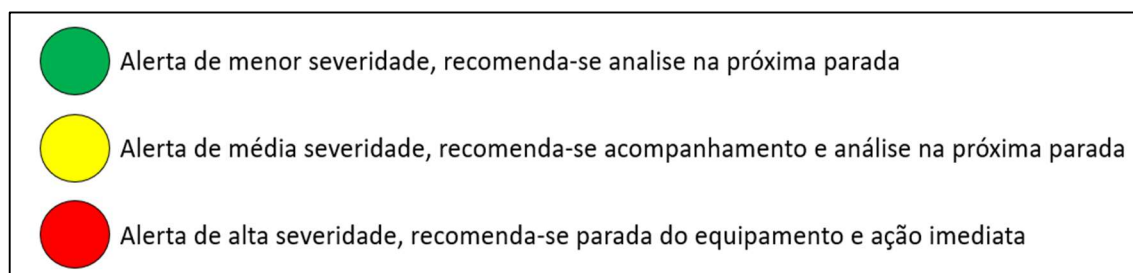 Alerta de menor severidade, recomenda-se analise na próxima parada
Alerta de média severidade, recomenda-se acompanhamento e análise na próxima parada
Alerta de alta severidade, recomenda-se parada do equipamento e ação imediata